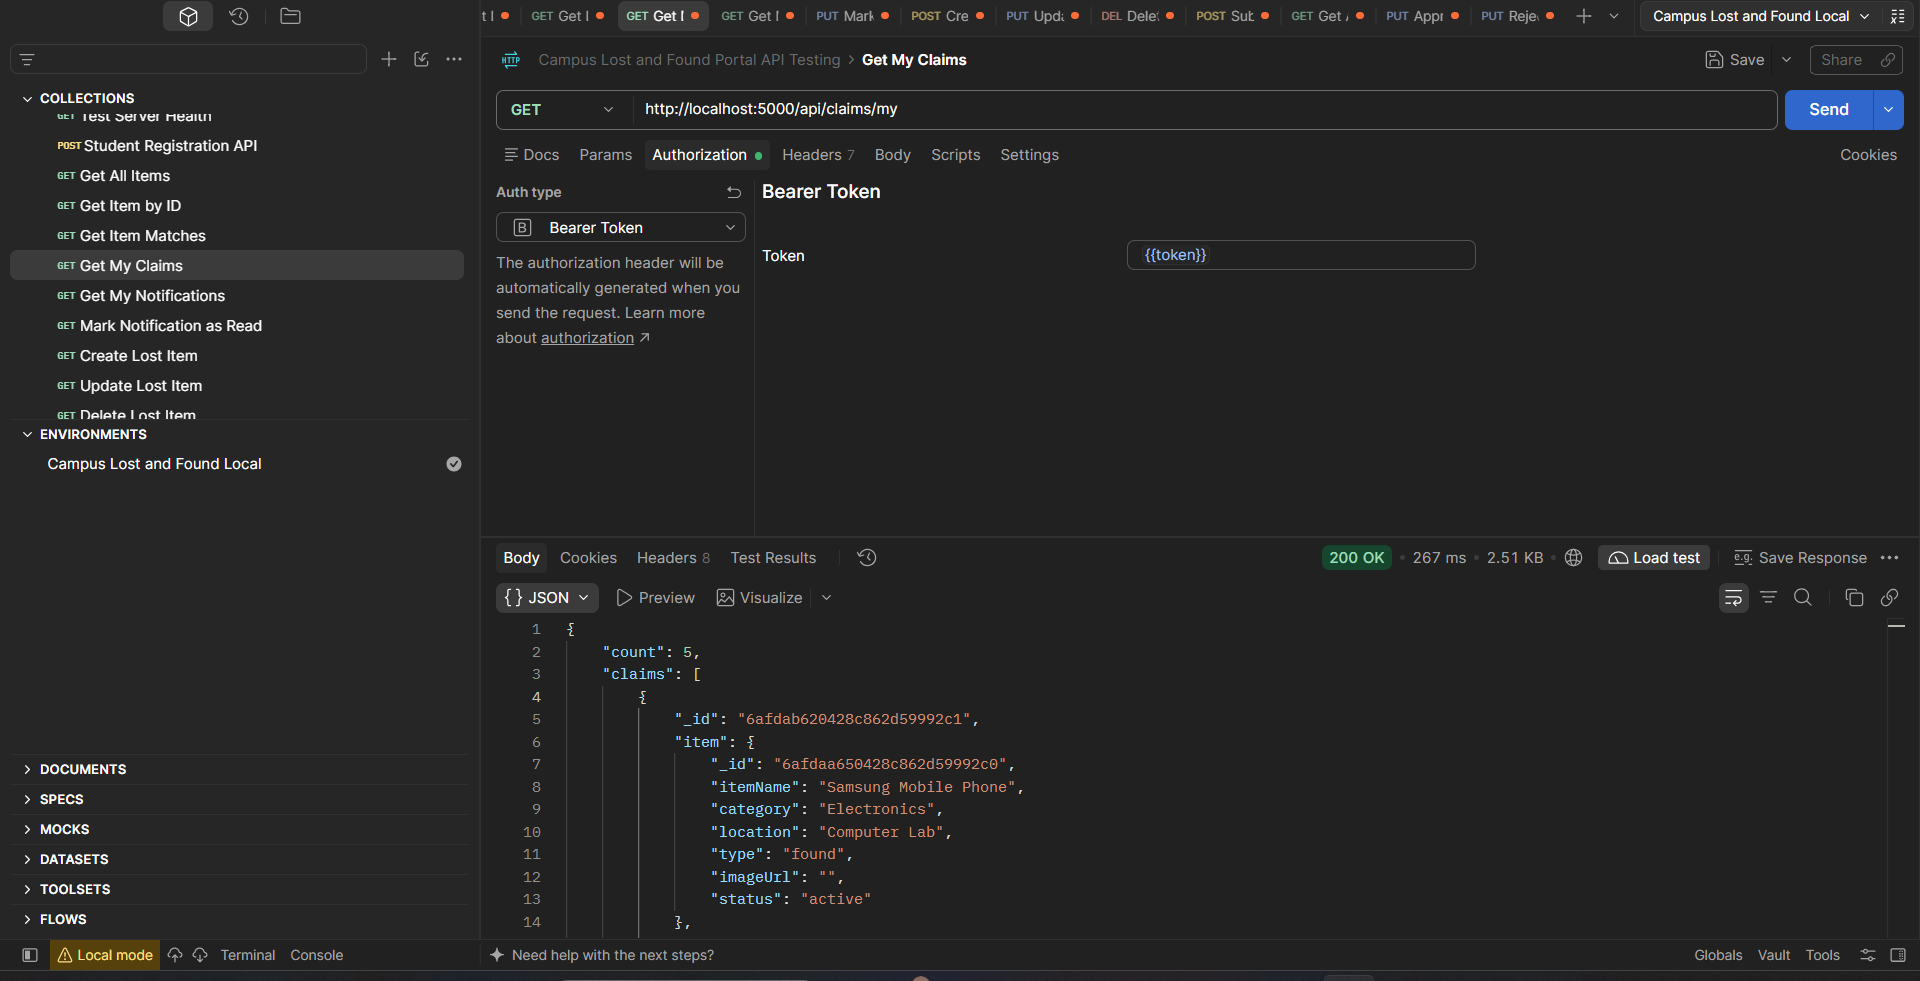 GET Get I
GET Get I
GET Get I
PUT Mark
POST Cre
PUT Upd
DEL Dele
POST Sub
GET Get
PUT Appr
PUT Reje
Campus Lost and Found Local
HTTP Campus Lost and Found Portal API Testing > Get My Claims
Save
Share
COLLECTIONS
GET Test Server Health
POST Student Registration API
GET Get All Items
GET Get Item by ID
GET Get Item Matches
GET Get My Claims
GET Get My Notifications
GET Mark Notification as Read
GET Create Lost Item
GET Update Lost Item
GET Delete Lost Item
ENVIRONMENTS
Campus Lost and Found Local
DOCUMENTS
SPECS
MOCKS
DATASETS
TOOLSETS
FLOWS
GET http://localhost:5000/api/claims/my
Send
Docs Params Authorization Headers 7 Body Scripts Settings Cookies
Auth type
B Bearer Token
The authorization header will be
automatically generated when you
send the request. Learn more
about authorization
Bearer Token
Token {{token}}
Body Cookies Headers 8 Test Results
200 OK • 267 ms • 2.51 KB • Load test e.g. Save Response
{} JSON Preview Visualize
1 {
2 "count": 5,
3 "claims": [
4 {
5 "_id": "6afdab620428c862d59992c1",
6 "item": {
7 "_id": "6afdaa650428c862d59992c0",
8 "itemName": "Samsung Mobile Phone",
9 "category": "Electronics",
10 "location": "Computer Lab",
11 "type": "found",
12 "imageUrl": "",
13 "status": "active"
14 },
Local mode Terminal Console Need help with the next steps? Globals Vault Tools